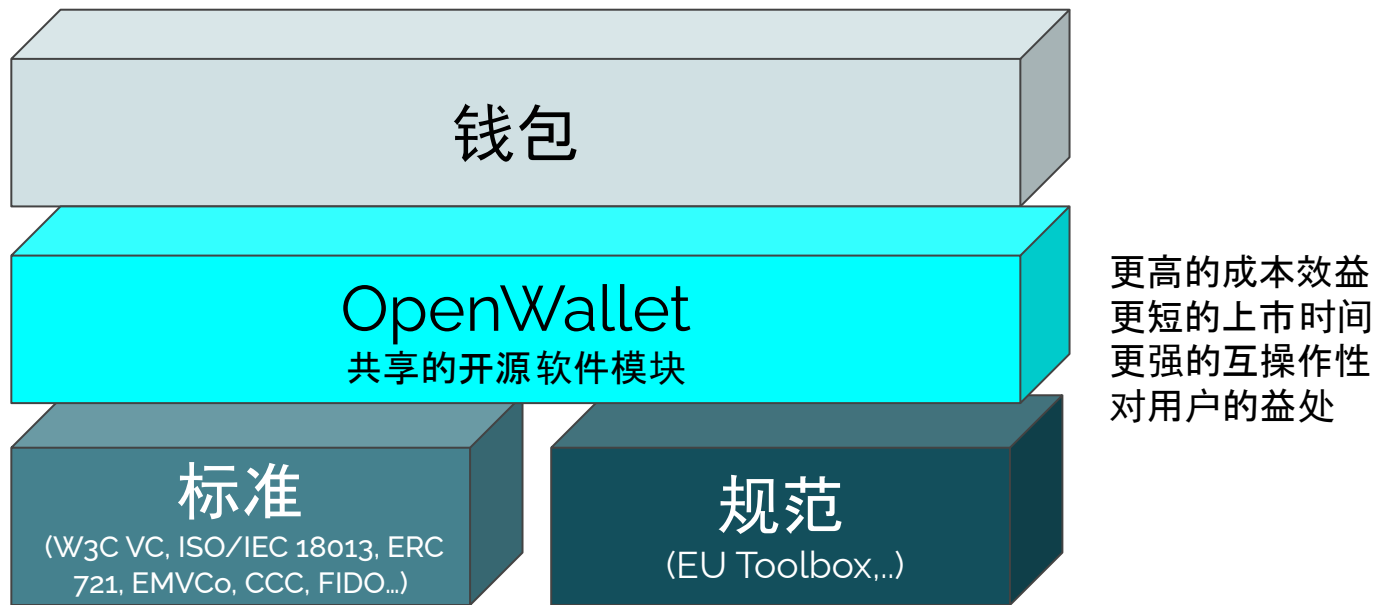 钱包
OpenWallet
共享的开源软件模块
更高的成本效益
更短的上市时间
更强的互操作性
对用户的益处
标准
(W3C VC, ISO/IEC 18013, ERC
721, EMVCo, CCC, FIDO…)
规范
(EU Toolbox,..)